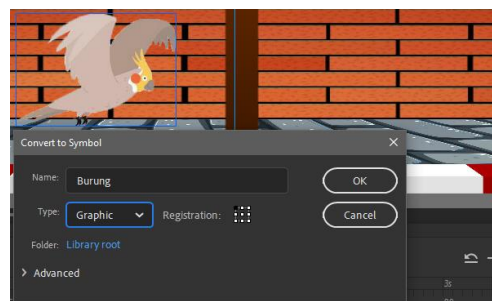 Convert to Symbol
Name: Burung
OK
Type: Graphic Registration:
Cancel
Folder: Library root
Advanced
3s